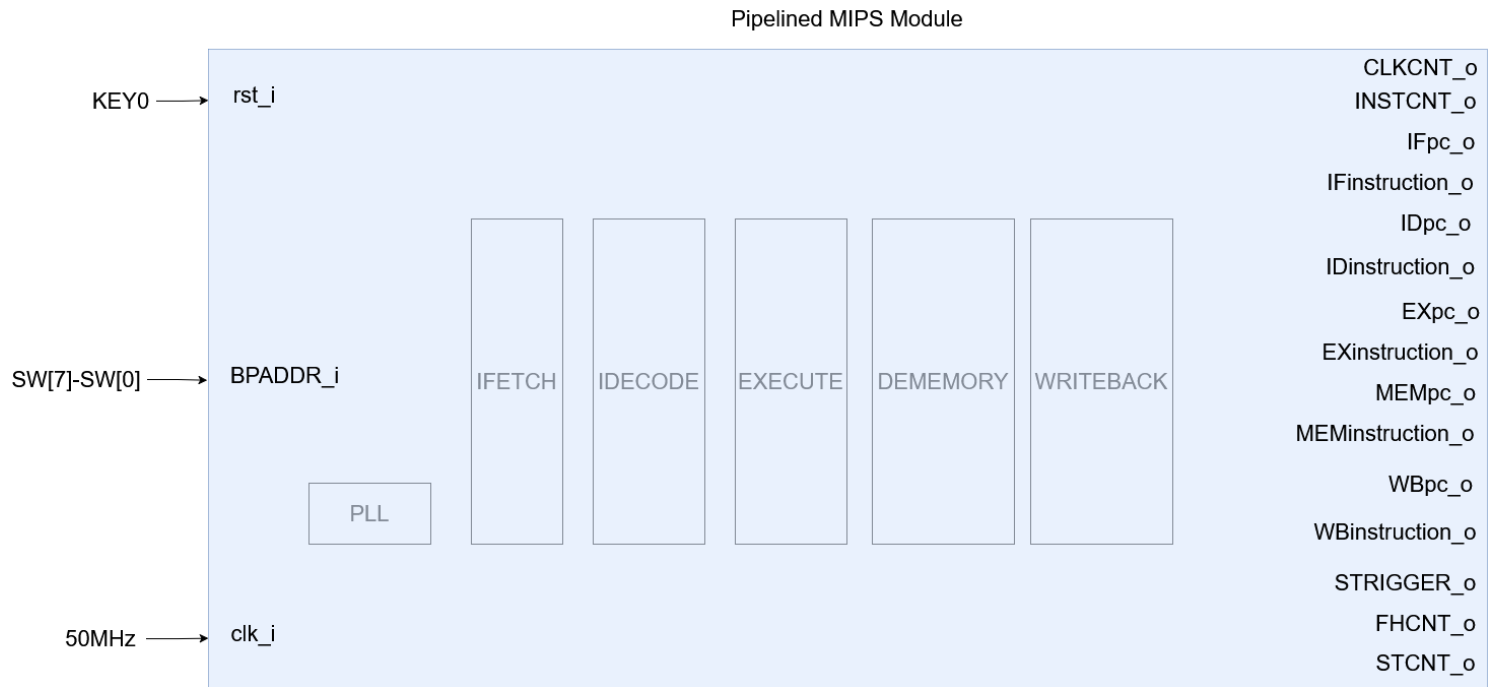 Pipelined MIPS Module
KEY0
rst_i
SW[7]-SW[0]
BPADDR_i
50MHz
clk_i
PLL
IFETCH
IDECODE
EXECUTE
DEMEMORY
WRITEBACK
CLKCNT_o
INSTCNT_o
IFpc_o
IFinstruction_o
IDpc_o
IDinstruction_o
EXpc_o
EXinstruction_o
MEMpc_o
MEMinstruction_o
WBpc_o
WBinstruction_o
STRIGGER_o
FHCNT_o
STCNT_o